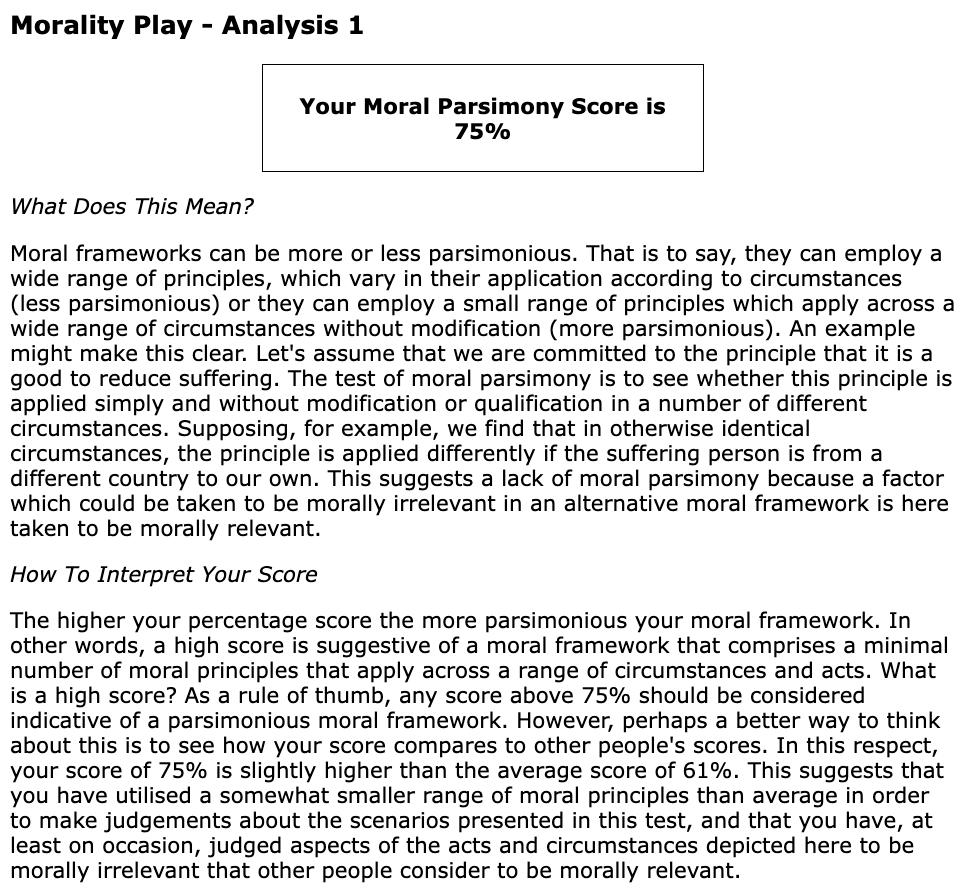 Morality Play - Analysis 1
Your Moral Parsimony Score is
75%
What Does This Mean?
Moral frameworks can be more or less parsimonious. That is to say, they can employ a
wide range of principles, which vary in their application according to circumstances
(less parsimonious) or they can employ a small range of principles which apply across a
wide range of circumstances without modification (more parsimonious). An example
might make this clear. Let's assume that we are committed to the principle that it is a
good to reduce suffering. The test of moral parsimony is to see whether this principle is
applied simply and without modification or qualification in a number of different
circumstances. Supposing, for example, we find that in otherwise identical
circumstances, the principle is applied differently if the suffering person is from a
different country to our own. This suggests a lack of moral parsimony because a factor
which could be taken to be morally irrelevant in an alternative moral framework is here
taken to be morally relevant.
How To Interpret Your Score
The higher your percentage score the more parsimonious your moral framework. In
other words, a high score is suggestive of a moral framework that comprises a minimal
number of moral principles that apply across a range of circumstances and acts. What
is a high score? As a rule of thumb, any score above 75% should be considered
indicative of a parsimonious moral framework. However, perhaps a better way to think
about this is to see how your score compares to other people's scores. In this respect,
your score of 75% is slightly higher than the average score of 61%. This suggests that
you have utilised a somewhat smaller range of moral principles than average in order
to make judgements about the scenarios presented in this test, and that you have, at
least on occasion, judged aspects of the acts and circumstances depicted here to be
morally irrelevant that other people consider to be morally relevant.